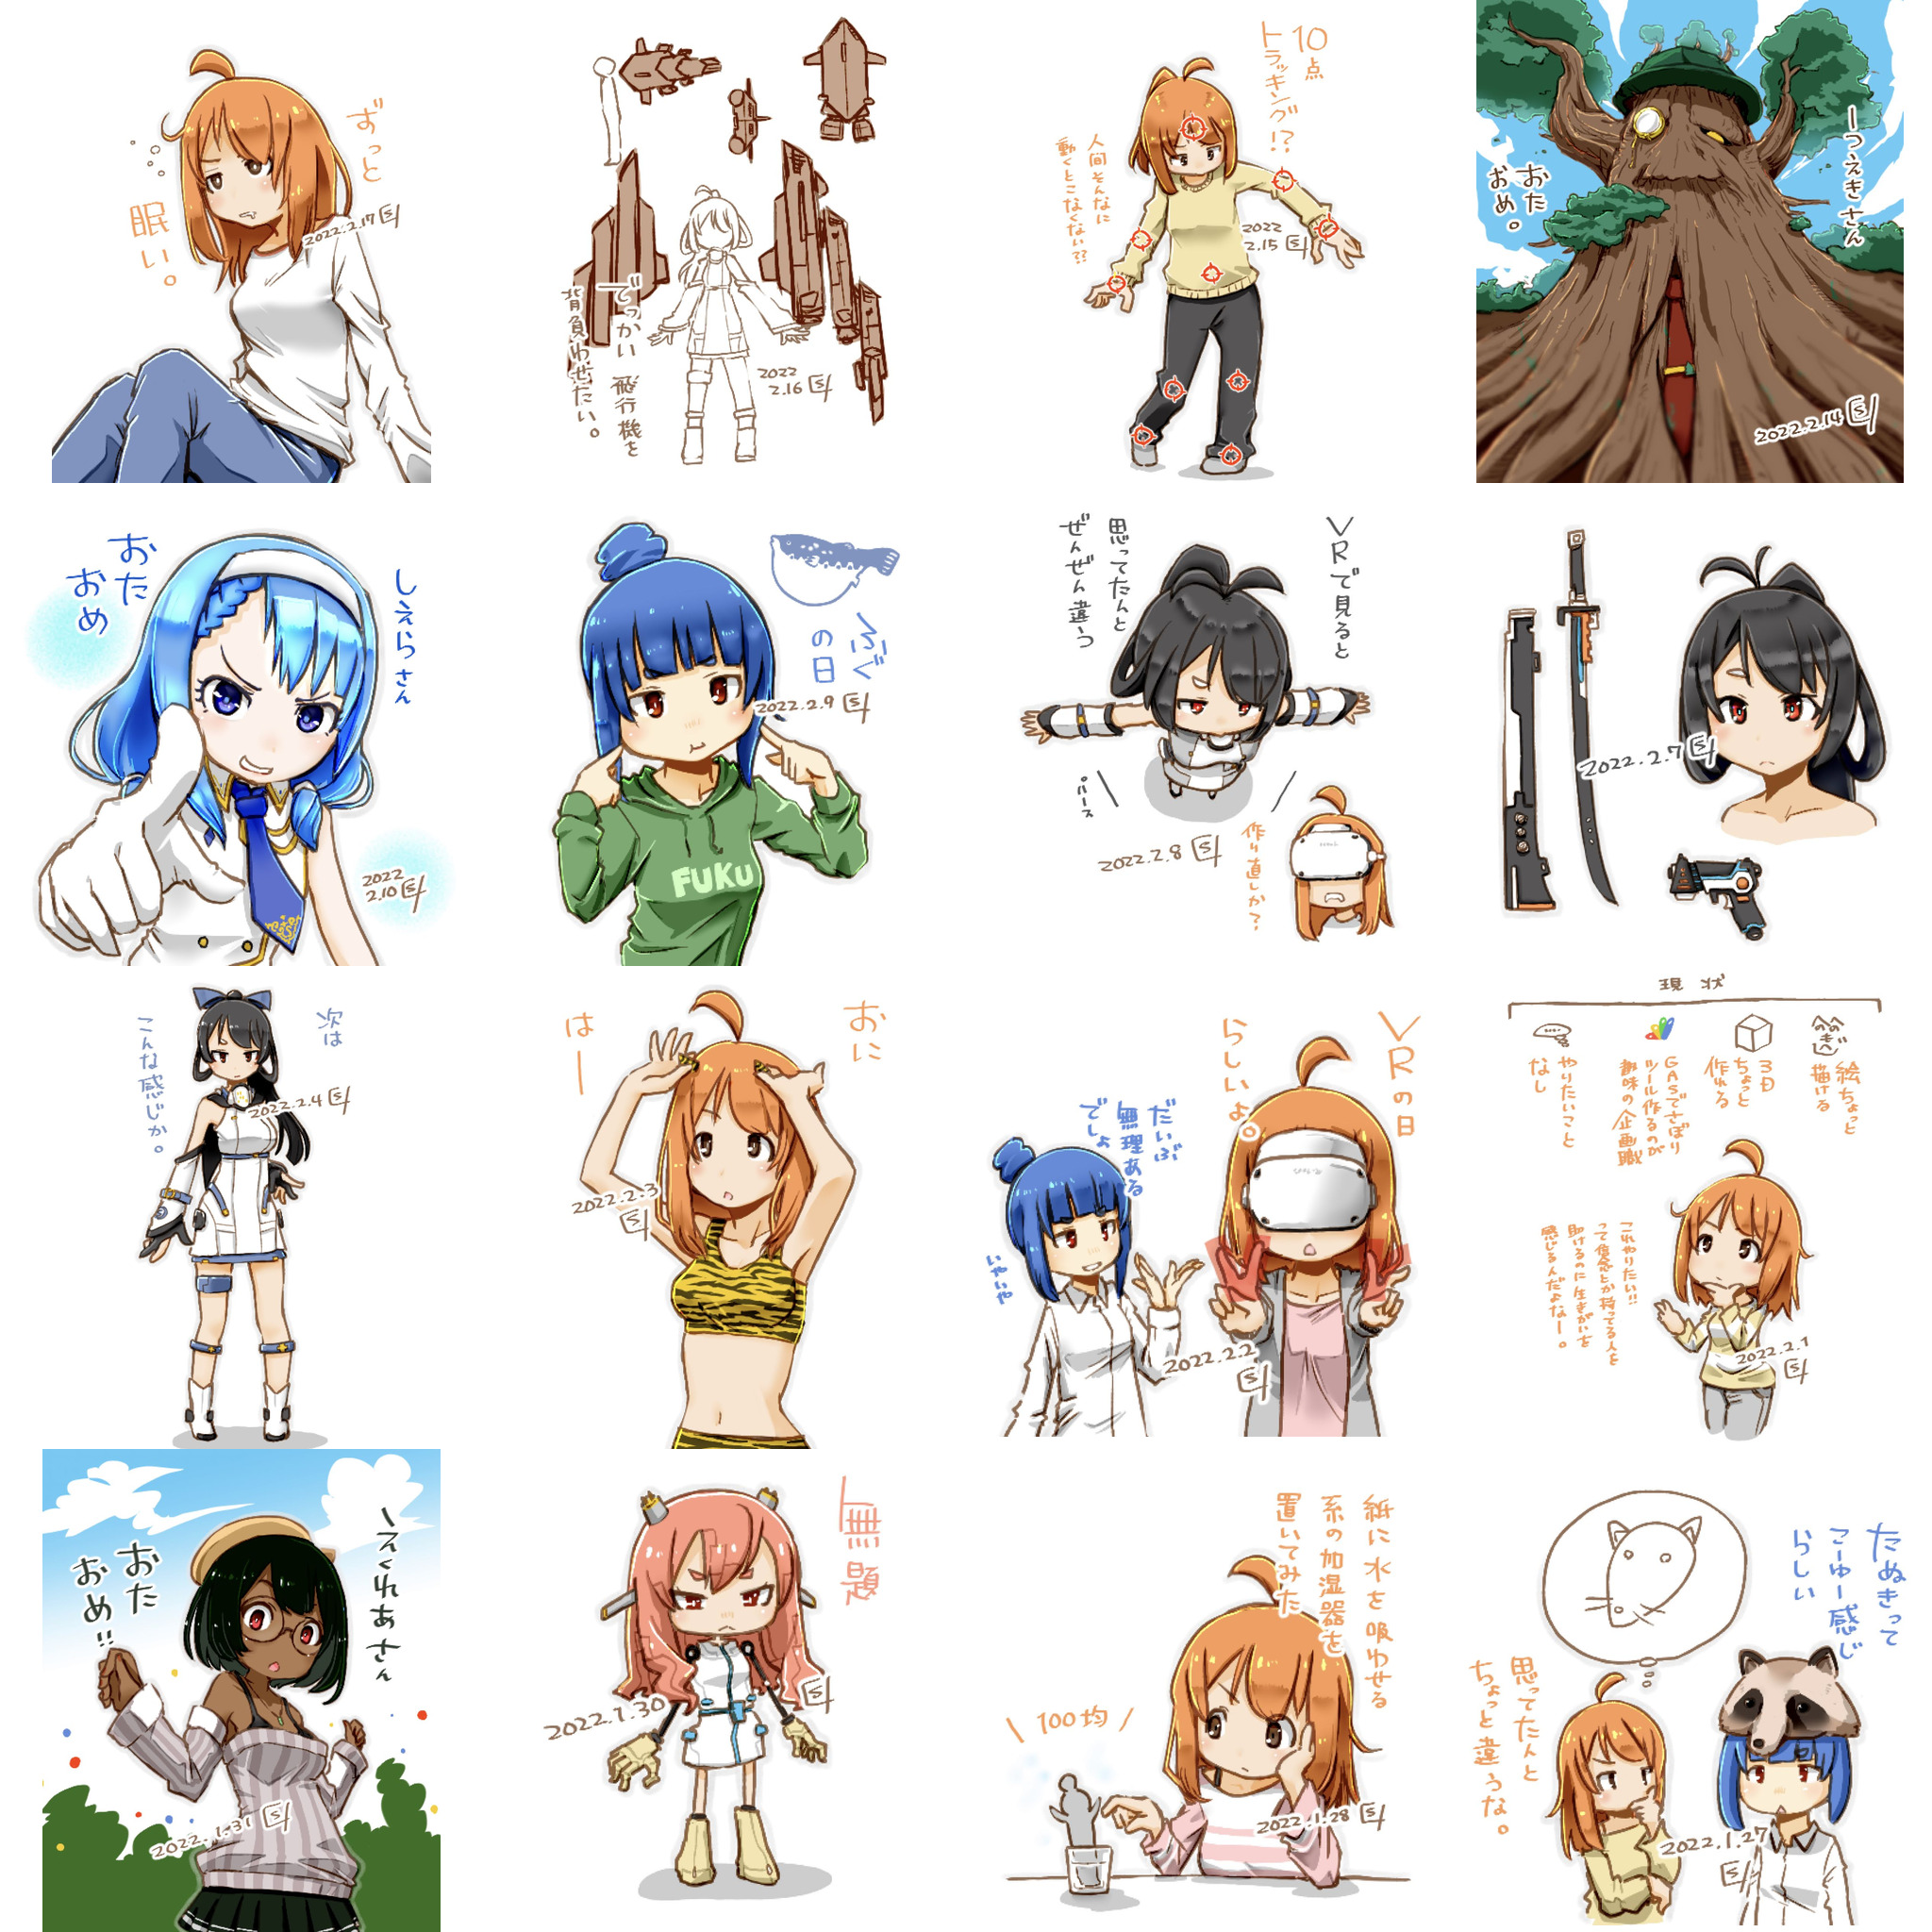 ずっと
眠い。
2022.2.17
でっかい飛行機を
背負わせたい。
2022
2.16
10点
トラッキング!?
人間そんなに
動くとこなくない??
2022
2.15
ーつえきさん
おた
おめ。
2022.2.14
しえらさん
おた
おめ
2022
2.10
ふぐ
の日
2022.2.9
FUKU
VRで見ると
思ってたんと
ぜんぜん違う
パース
2022.2.8
作り直しか?
2022.2.7
次は
こんな感じか。
2022.2.4
おに
はー
2022.2.3
VRの日
らしいよ。
だいぶ
無理ある
でしょ
いやいや
2022.2.2
現状
絵ちょっと
描ける
3D
ちょっと
作れる
GASでさぼり
ツール作るのが
趣味の企画職
やりたいこと
なし
これやりたい!!
って信念とか持ってる人を
助けるのに生きがいを
感じるんだよなー。
2022.2.1
ーえくれあさん
おた
おめ!!
2022.1.31
無題
2022.1.30
紙に水を吸わせる
系の加湿器を
置いてみた
100均
2022.1.28
たぬきって
こーゆー感じ
らしい
思ってたんと
ちょっと違うな。
2022.1.27